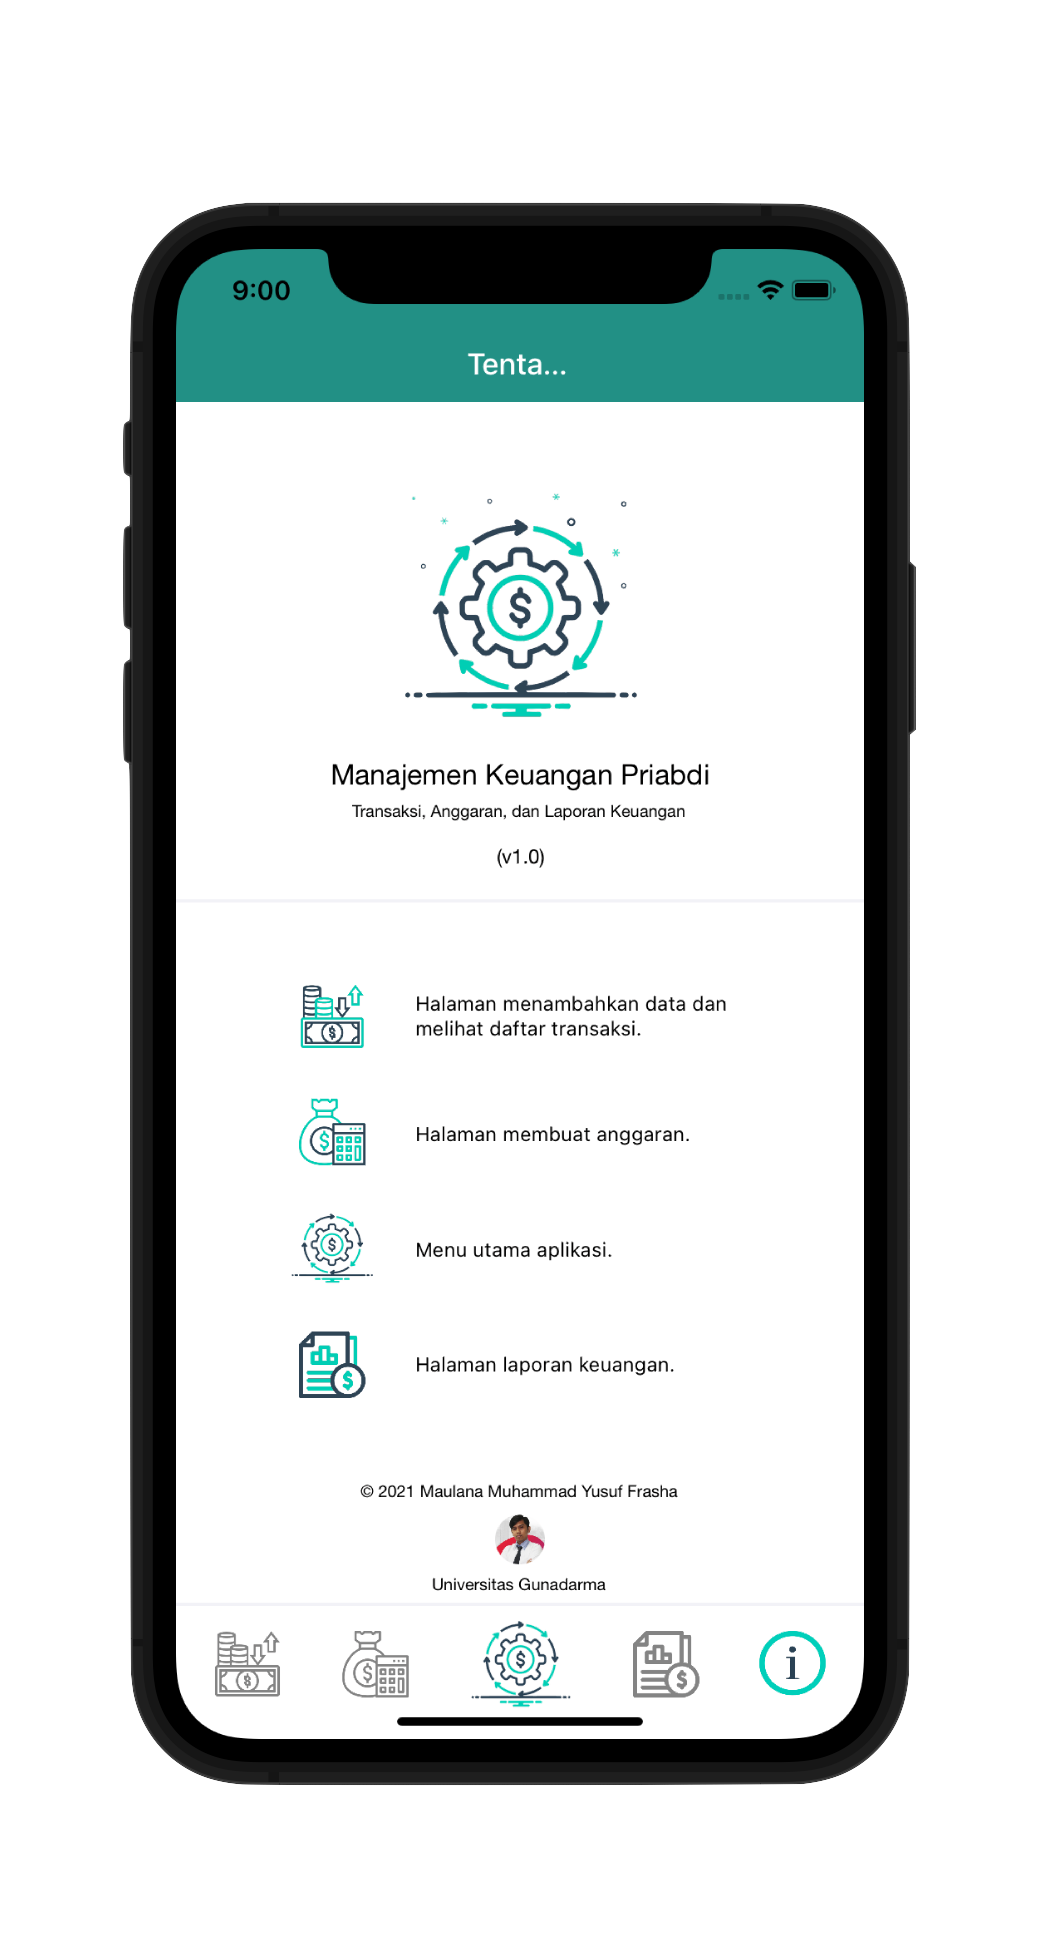 9:00
Tenta...
Manajemen Keuangan Priabdi
Transaksi, Anggaran, dan Laporan Keuangan
(v1.0)
Halaman menambahkan data dan
melihat daftar transaksi.
Halaman membuat anggaran.
Menu utama aplikasi.
Halaman laporan keuangan.
© 2021 Maulana Muhammad Yusuf Frasha
Universitas Gunadarma